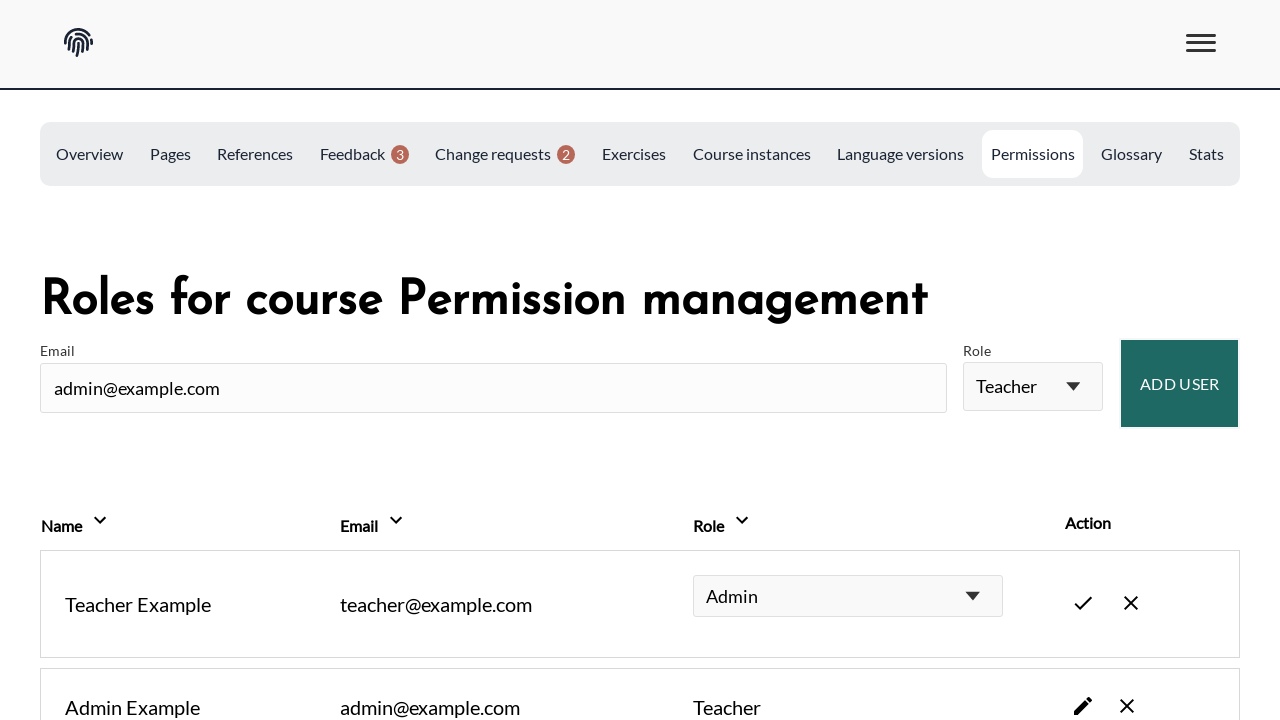 Overview Pages References Feedback 3 Change requests 2 Exercises Course instances Language versions Permissions Glossary Stats
Roles for course Permission management
Email
admin@example.com
Role
Teacher
ADD USER
Name Email Role Action
Teacher Example teacher@example.com Admin
Admin Example admin@example.com Teacher